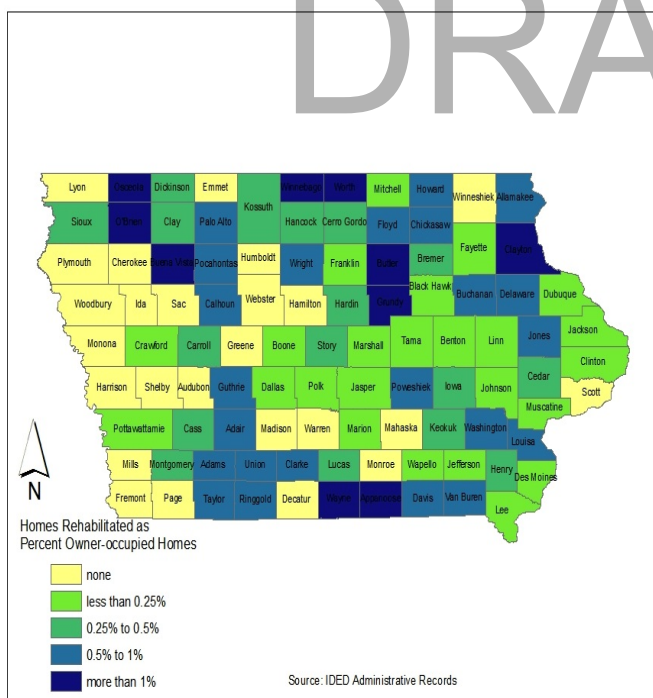 DRA
Lyon Osceola Dickinson Emmet Winnebago Worth Mitchell Howard Winneshiek Allamakee
Sioux O'Brien Clay Palo Alto Kossuth Hancock Cerro Gordo Floyd Chickasaw
Plymouth Cherokee Buena Vista Pocahontas Humboldt Wright Franklin Butler Bremer Fayette Clayton
Woodbury Ida Sac Calhoun Webster Hamilton Hardin Grundy Black Hawk Buchanan Delaware Dubuque
Monona Crawford Carroll Greene Boone Story Marshall Tama Benton Linn Jones Jackson
Clinton
Harrison Shelby Audubon Guthrie Dallas Polk Jasper Poweshiek Iowa Johnson Cedar Scott
Muscatine
Pottawattamie Cass Adair Madison Warren Marion Mahaska Keokuk Washington Louisa
Mills Montgomery Adams Union Clarke Lucas Monroe Wapello Jefferson Henry Des Moines
Fremont Page Taylor Ringgold Decatur Wayne Appanoose Davis Van Buren Lee
N
Homes Rehabilitated as
Percent Owner-occupied Homes
none
less than 0.25%
0.25% to 0.5%
0.5% to 1%
more than 1%
Source: IDED Administrative Records